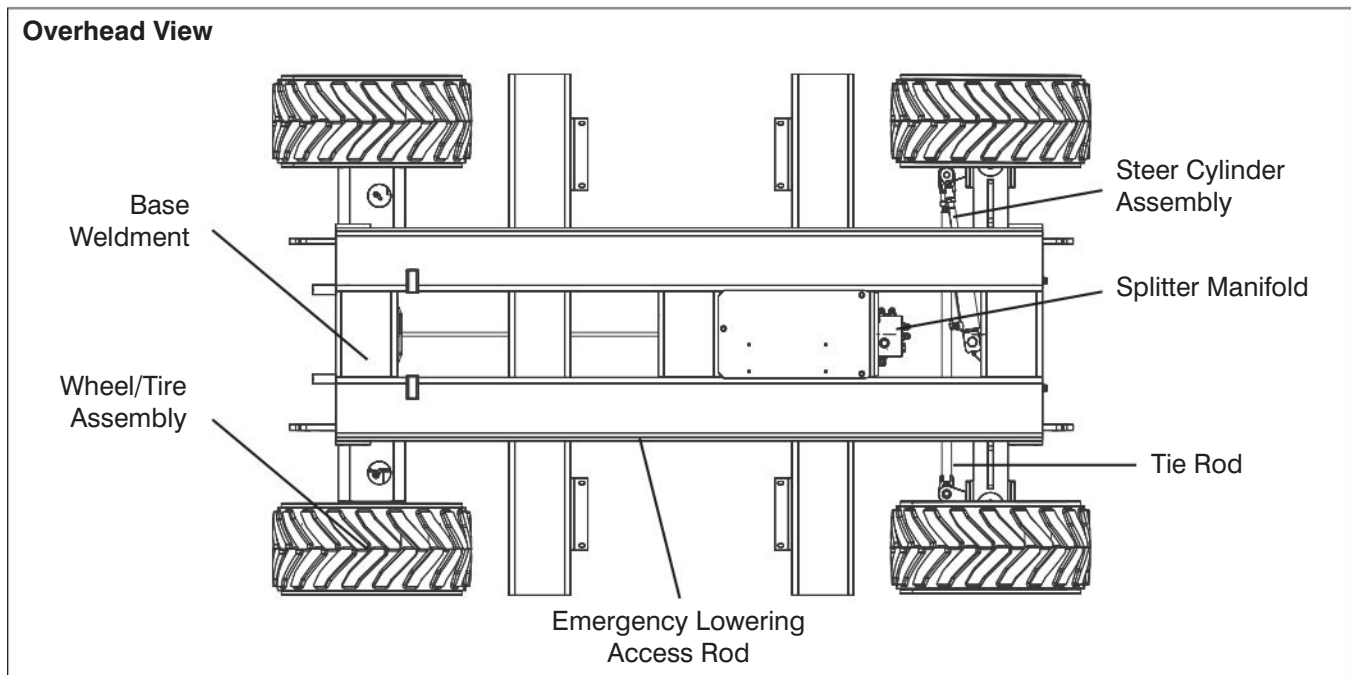 Overhead View
Steer Cylinder
Assembly
Base
Weldment
Splitter Manifold
Wheel/Tire
Assembly
Tie Rod
Emergency Lowering
Access Rod